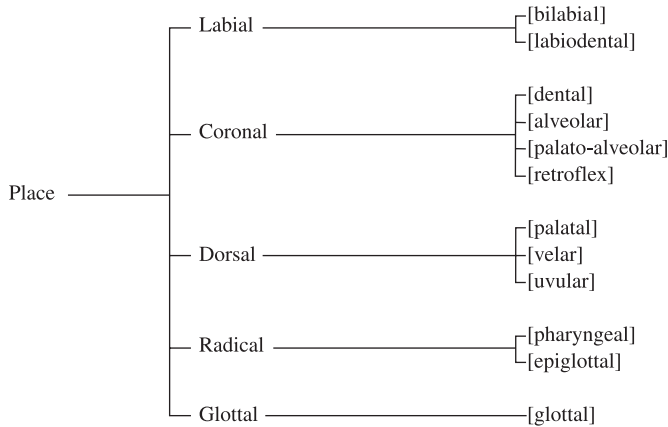 Place
Labial
[bilabial]
[labiodental]
Coronal
[dental]
[alveolar]
[palato-alveolar]
[retroflex]
Dorsal
[palatal]
[velar]
[uvular]
Radical
[pharyngeal]
[epiglottal]
Glottal
[glottal]